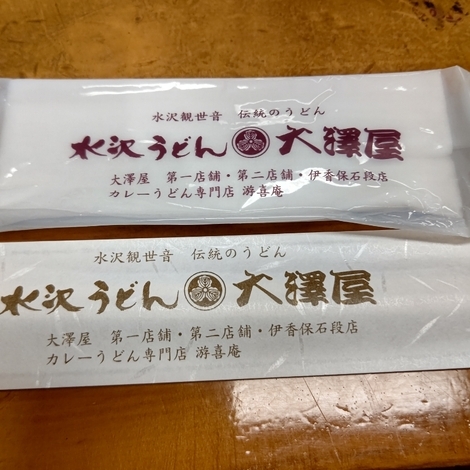 水沢観世音 伝統のうどん
水沢うどん 大澤屋
大澤屋 第一店舗・第二店舗・伊香保石段店
カレーうどん専門店 游喜庵
水沢観世音 伝統のうどん
水沢うどん 大澤屋
大澤屋 第一店舗・第二店舗・伊香保石段店
カレーうどん専門店 游喜庵